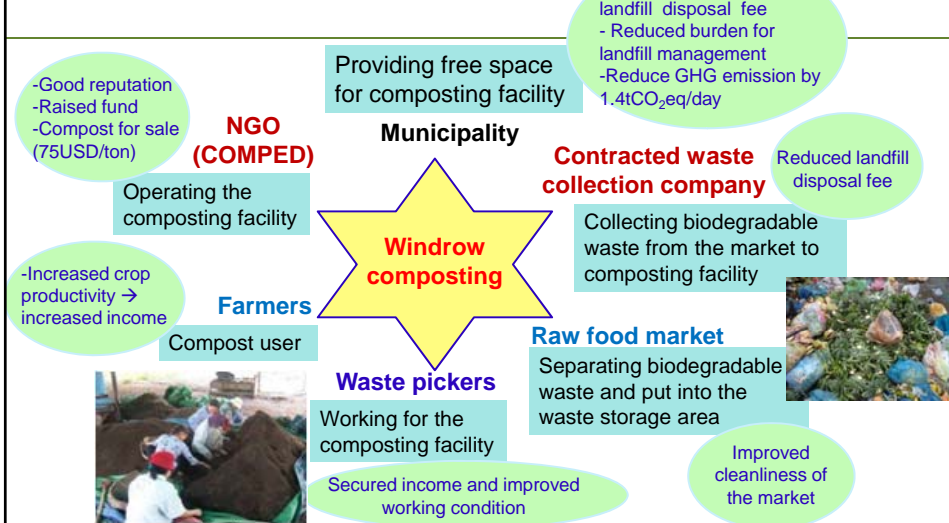 landfill disposal fee
- Reduced burden for
landfill management
-Reduce GHG emission by
1.4tCO₂eq/day
Providing free space
for composting facility
Municipality
-Good reputation
-Raised fund
-Compost for sale
(75USD/ton)
NGO
(COMPED)
Operating the
composting facility
Contracted waste
collection company
Reduced landfill
disposal fee
Collecting biodegradable
waste from the market to
composting facility
Windrow
composting
-Increased crop
productivity →
increased income
Farmers
Compost user
Raw food market
Separating biodegradable
waste and put into the
waste storage area
Waste pickers
Working for the
composting facility
Secured income and improved
working condition
Improved
cleanliness of
the market